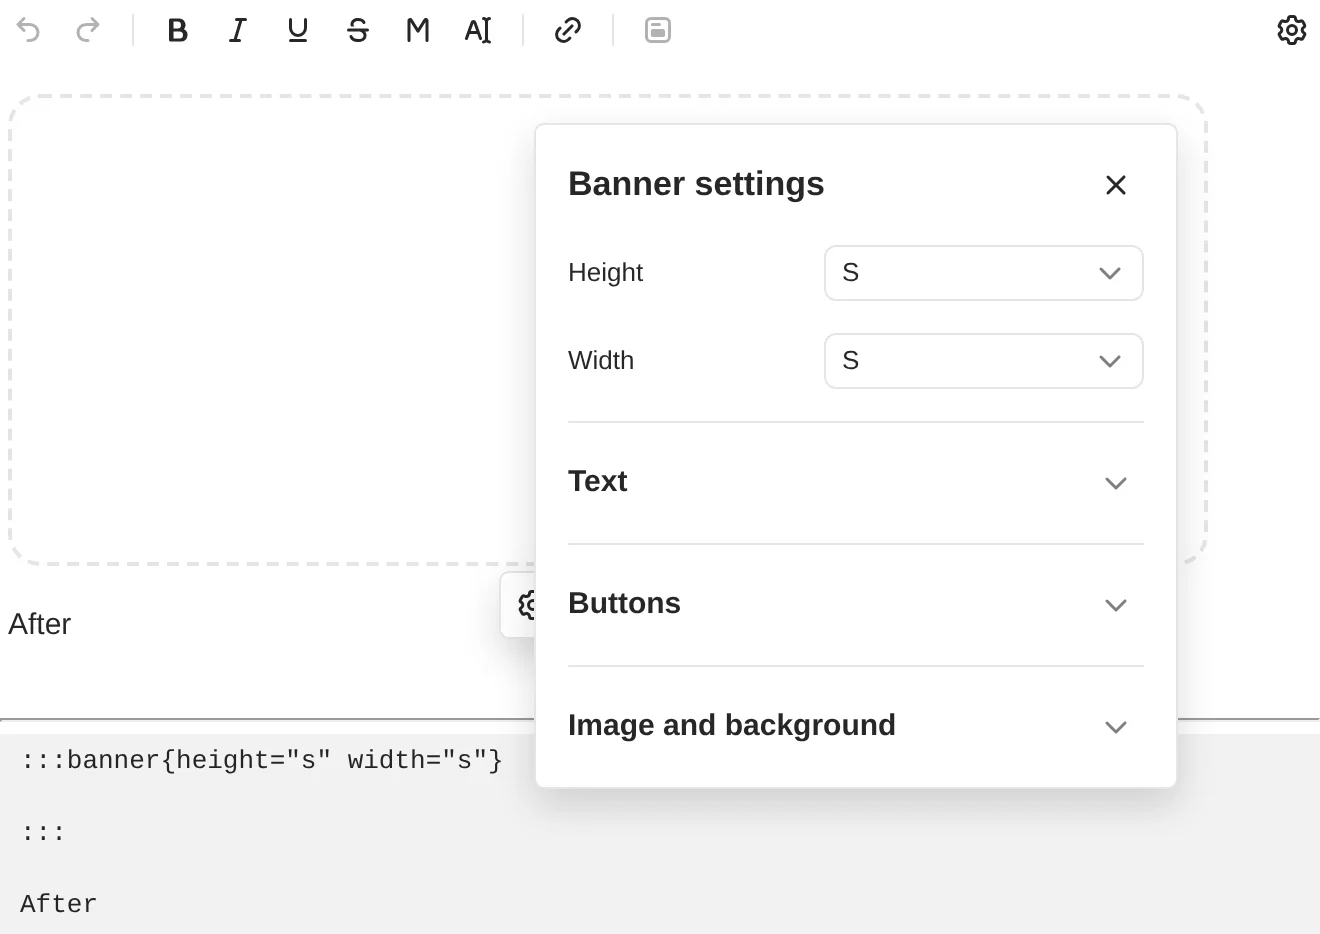 B I U S M A
Banner settings
Height S
Width S
Text
Buttons
Image and background
After
:::banner{height="s" width="s"}
:::
After